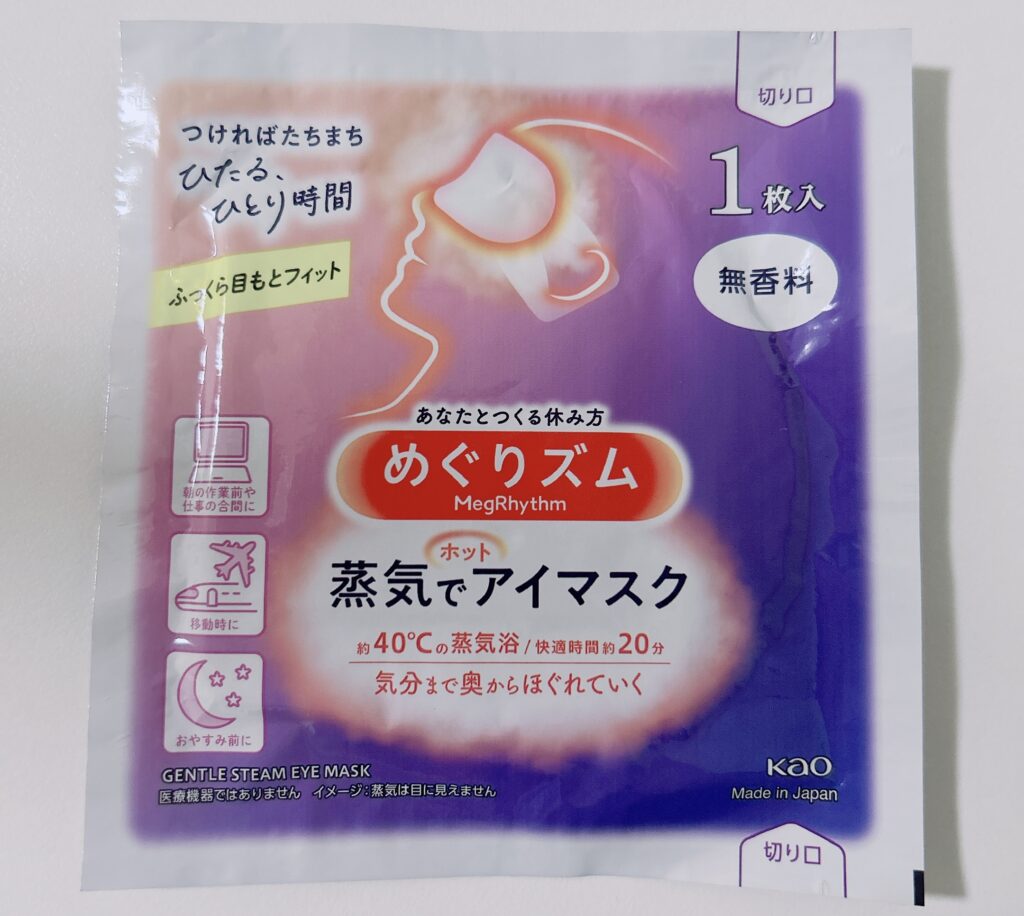 切り口
つければたちまち
ひたる、
ひとり時間
1枚入
無香料
ふっくら目もとフィット
あなたとつくる休み方
めぐりズム
MegRhythm
ホット
蒸気でアイマスク
約40℃の蒸気浴/快適時間約20分
気分まで奥からほぐれていく
朝の作業前や
仕事の合間に
移動時に
おやすみ前に
GENTLE STEAM EYE MASK
医療機器ではありません イメージ:蒸気は目に見えません
Kao
Made in Japan
切り口